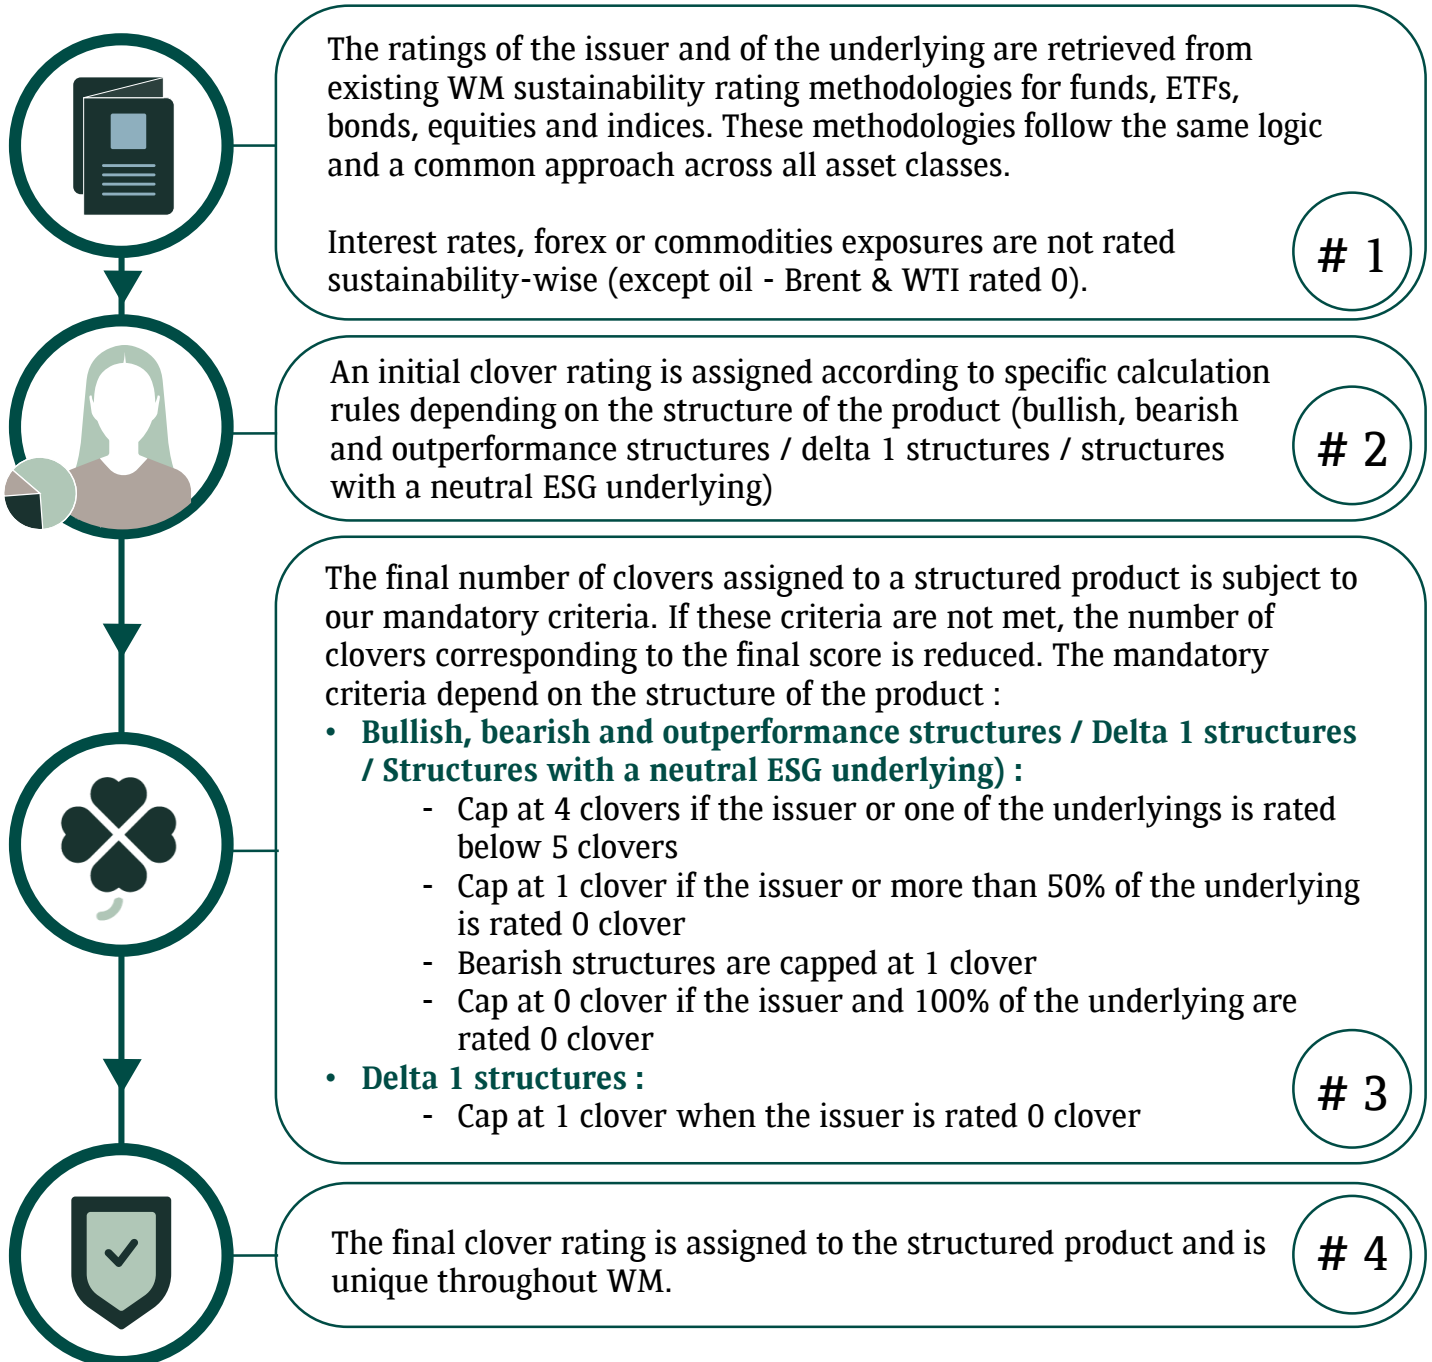 The ratings of the issuer and of the underlying are retrieved from
existing WM sustainability rating methodologies for funds, ETFs,
bonds, equities and indices. These methodologies follow the same logic
and a common approach across all asset classes.
Interest rates, forex or commodities exposures are not rated
sustainability-wise (except oil - Brent & WTI rated 0).
# 1
An initial clover rating is assigned according to specific calculation
rules depending on the structure of the product (bullish, bearish
and outperformance structures / delta 1 structures / structures
with a neutral ESG underlying)
# 2
The final number of clovers assigned to a structured product is subject to
our mandatory criteria. If these criteria are not met, the number of
clovers corresponding to the final score is reduced. The mandatory
criteria depend on the structure of the product :
• Bullish, bearish and outperformance structures / Delta 1 structures
/ Structures with a neutral ESG underlying) :
- Cap at 4 clovers if the issuer or one of the underlyings is rated
below 5 clovers
- Cap at 1 clover if the issuer or more than 50% of the underlying
is rated 0 clover
- Bearish structures are capped at 1 clover
- Cap at 0 clover if the issuer and 100% of the underlying are
rated 0 clover
• Delta 1 structures :
- Cap at 1 clover when the issuer is rated 0 clover
# 3
The final clover rating is assigned to the structured product and is
unique throughout WM.
# 4